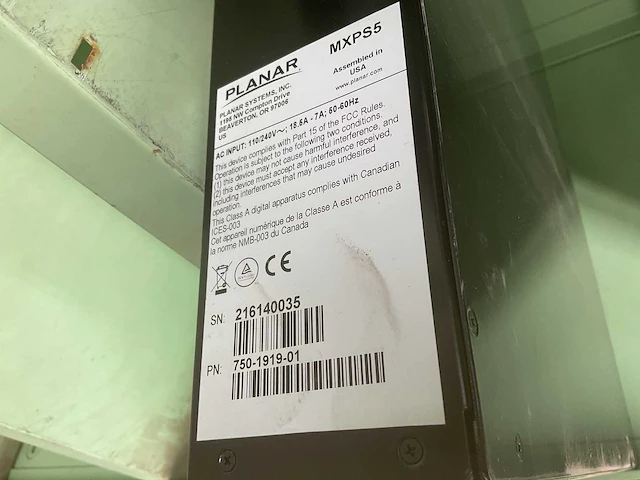 PLANAR
MXPS5
PLANAR SYSTEMS, INC.
1195 NW Compton Drive
BEAVERTON, OR 97006
US
Assembled in
USA
www.planar.com
AC INPUT: 110/240V~; 18.5A - 7A; 50-60Hz
This device complies with Part 15 of the FCC Rules.
Operation is subject to the following two conditions.
(1) this device may not cause harmful interference, and
(2) this device must accept any interference received,
including interferences that may cause undesired
operation.
This Class A digital apparatus complies with Canadian
ICES-003
Cet appareil numérique de la Classe A est conforme à
la norme NMB-003 du Canada
CE
SN: 216140035
PN: 750-1919-01